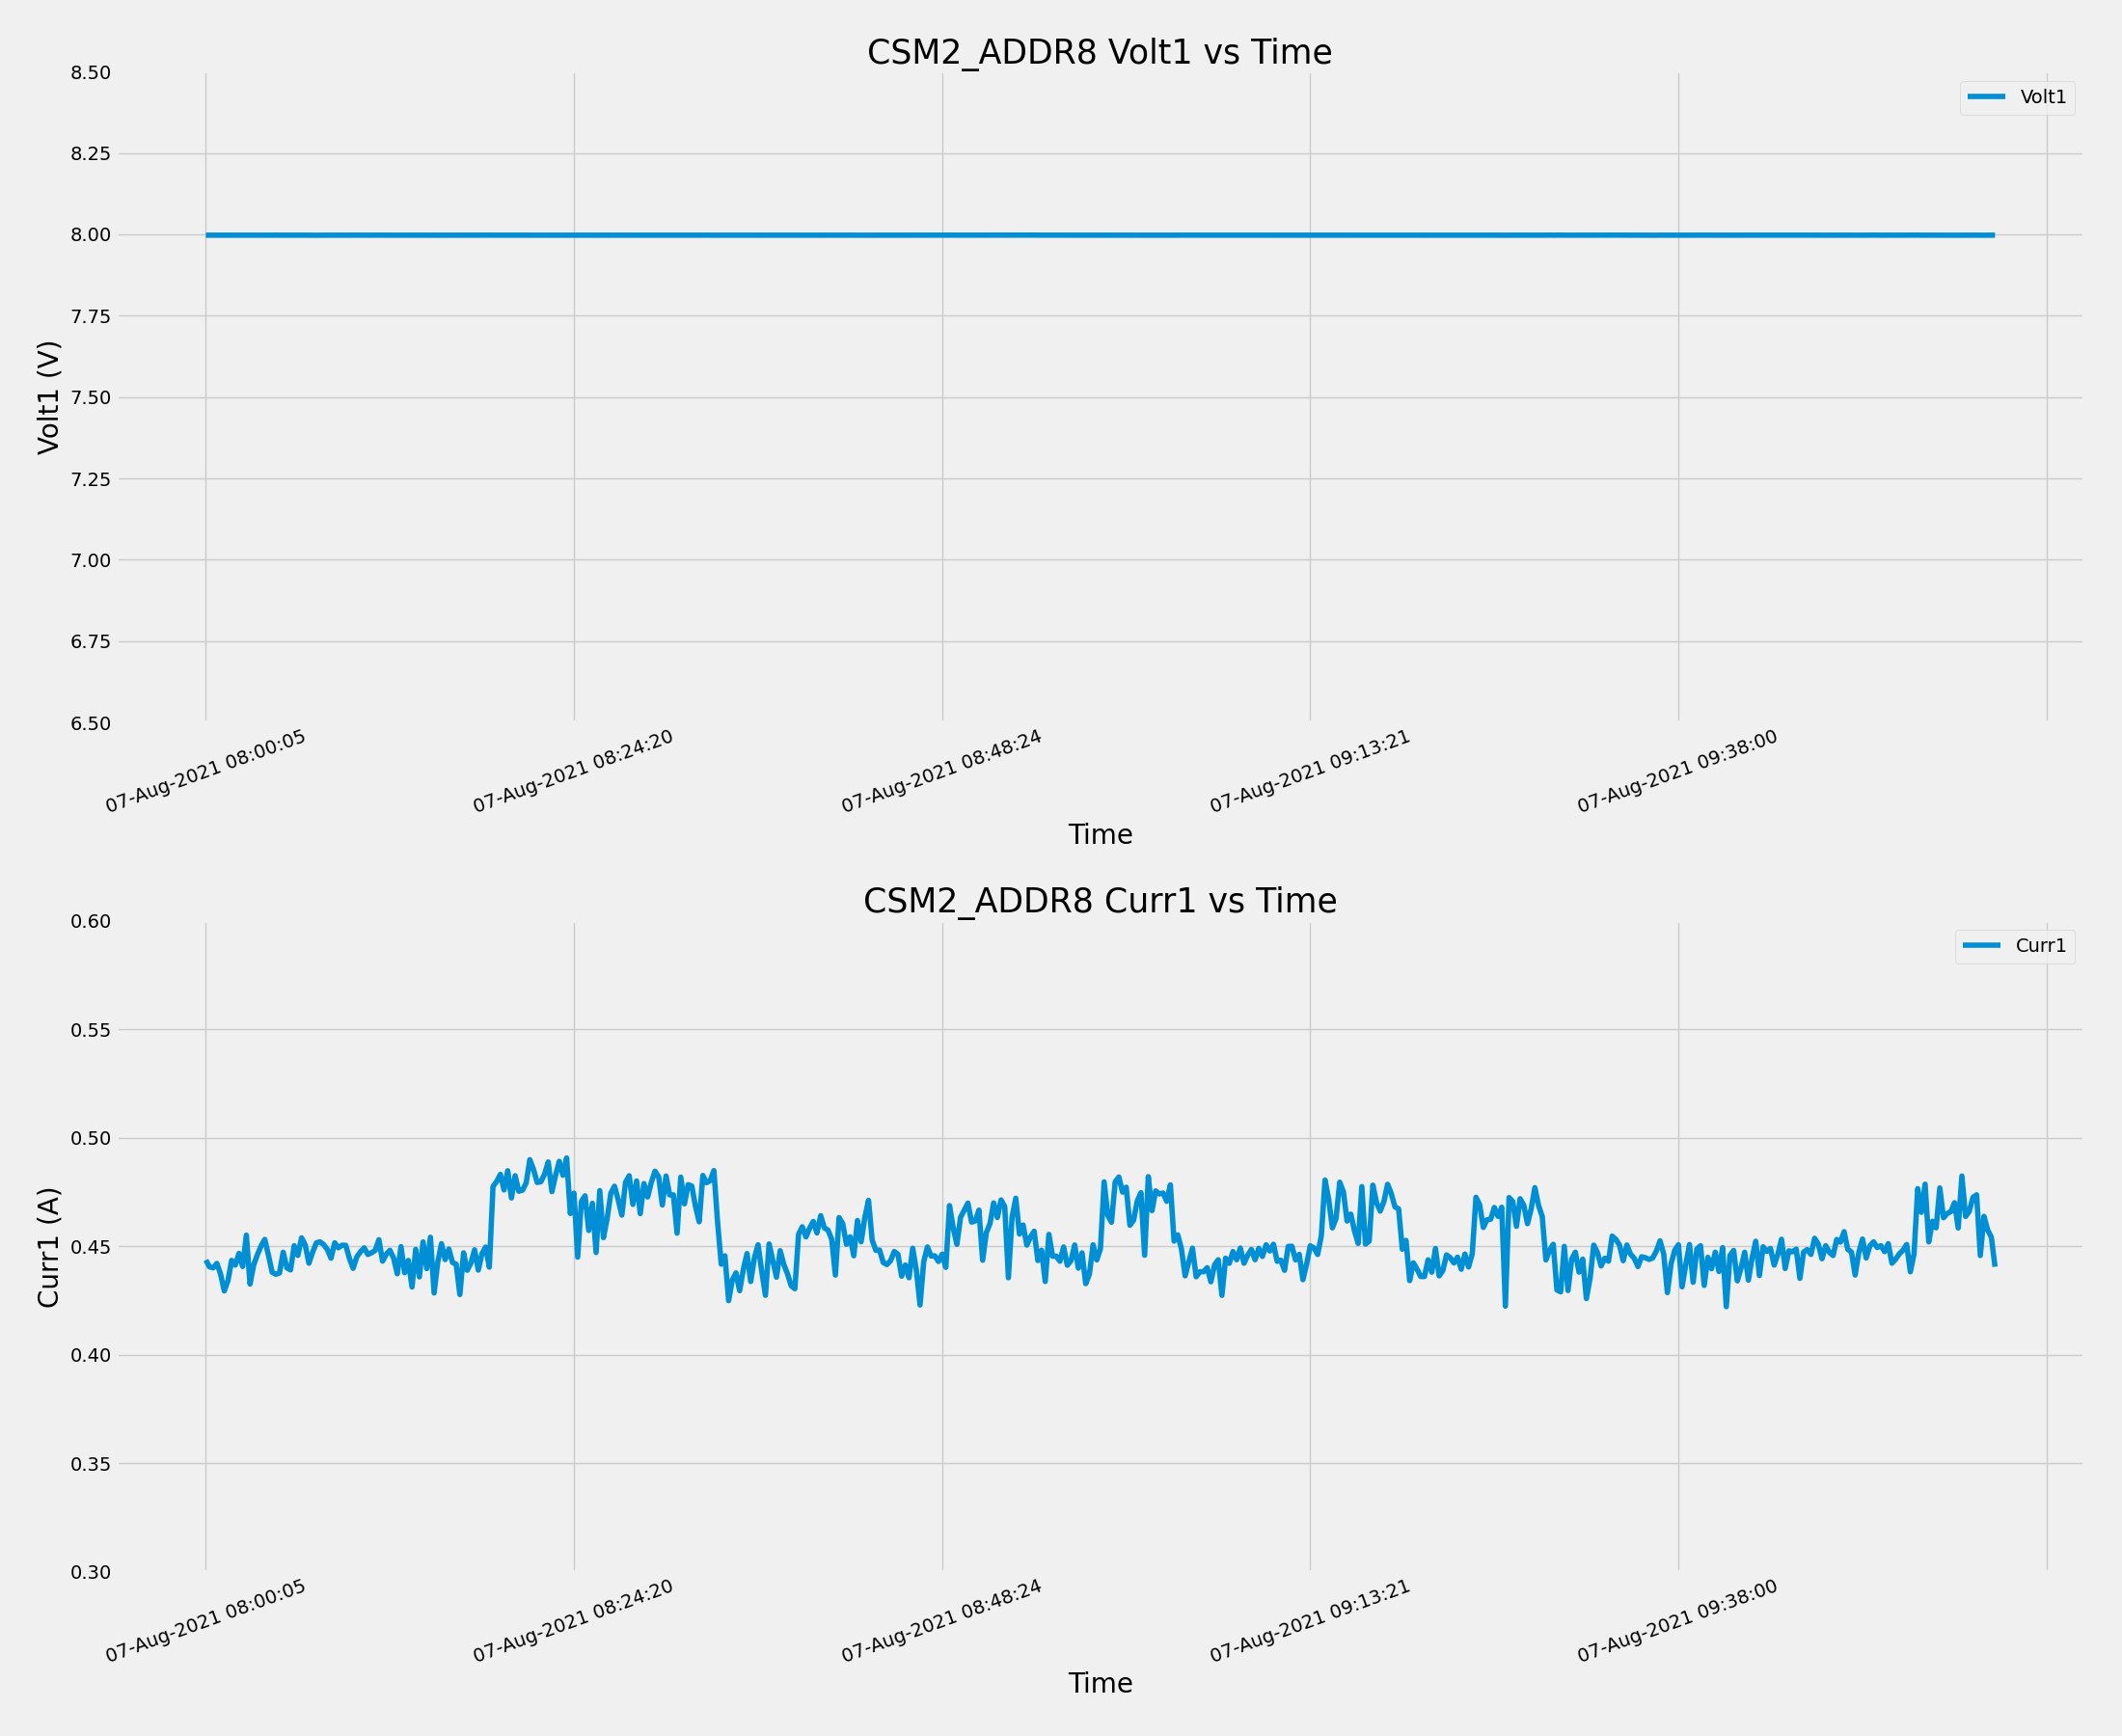 CSM2_ADDR8 Volt1 vs Time
8.50
8.25
8.00
7.75
7.50
7.25
7.00
6.75
6.50
Volt1 (V)
Volt1
07-Aug-2021 08:00:05
07-Aug-2021 08:24:20
07-Aug-2021 08:48:24
07-Aug-2021 09:13:21
07-Aug-2021 09:38:00
Time
CSM2_ADDR8 Curr1 vs Time
0.60
0.55
0.50
0.45
0.40
0.35
0.30
Curr1 (A)
Curr1
07-Aug-2021 08:00:05
07-Aug-2021 08:24:20
07-Aug-2021 08:48:24
07-Aug-2021 09:13:21
07-Aug-2021 09:38:00
Time